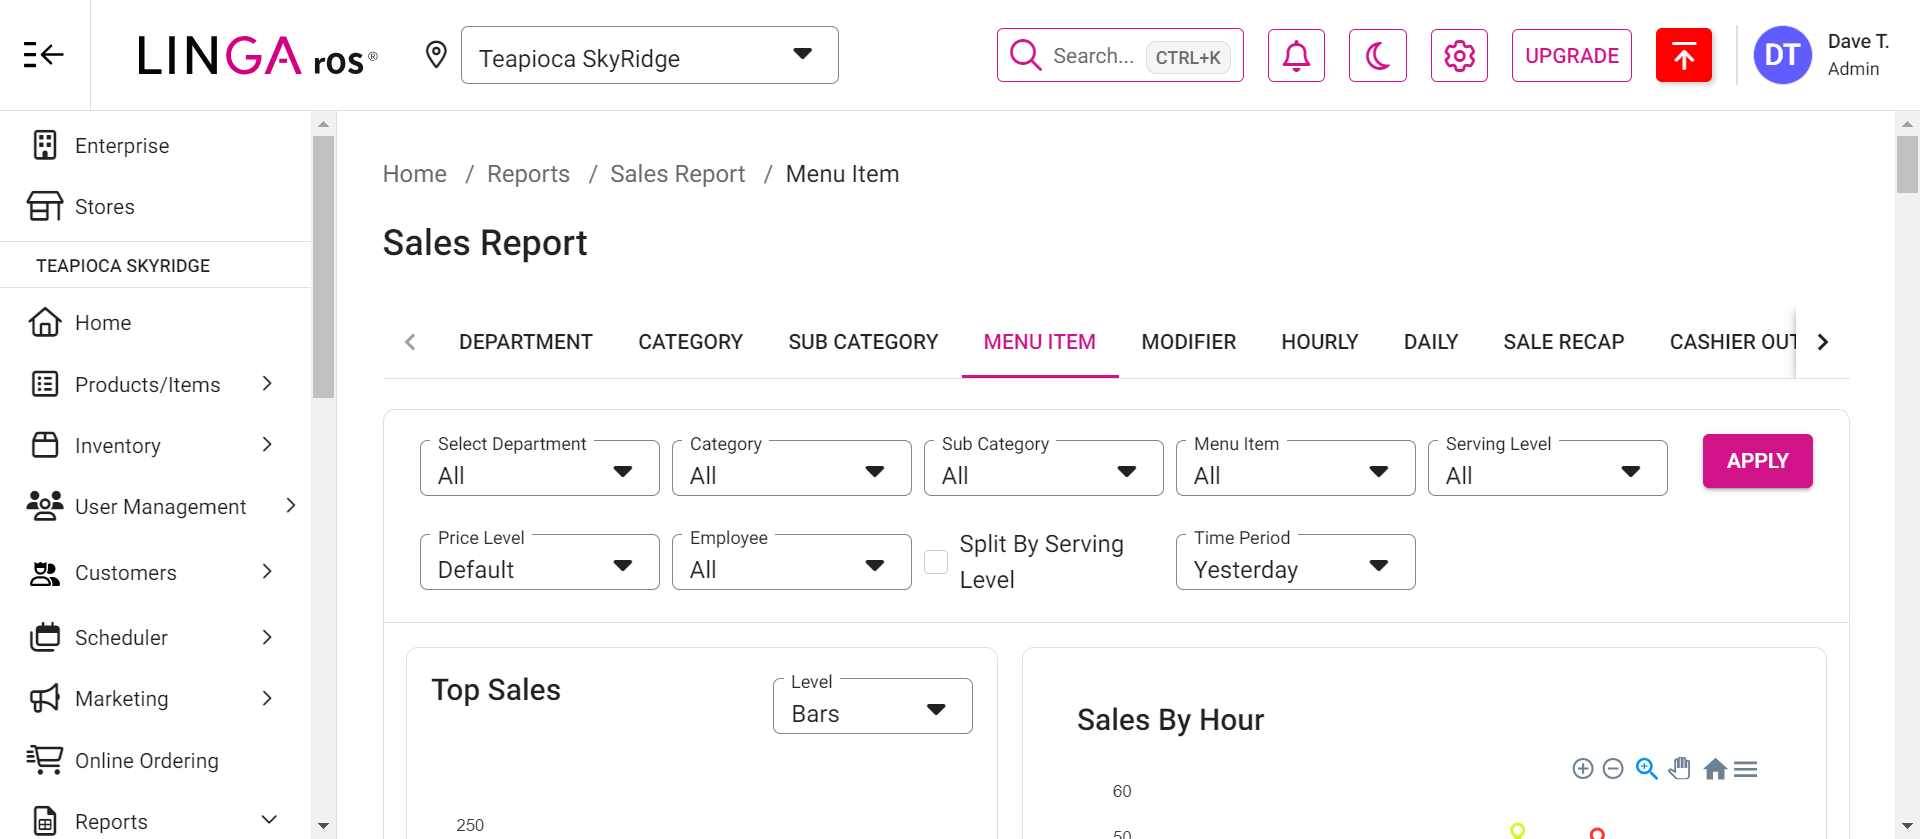 LINGA ros®
Teapioca SkyRidge
Search... CTRL+K
UPGRADE
DT
Dave T.
Admin
Enterprise
Stores
TEAPIOCA SKYRIDGE
Home
Products/Items
Inventory
User Management
Customers
Scheduler
Marketing
Online Ordering
Reports
Home / Reports / Sales Report / Menu Item
Sales Report
DEPARTMENT CATEGORY SUB CATEGORY MENU ITEM MODIFIER HOURLY DAILY SALE RECAP CASHIER OUT
Select Department
All
Category
All
Sub Category
All
Menu Item
All
Serving Level
All
APPLY
Price Level
Default
Employee
All
Split By Serving
Level
Time Period
Yesterday
Top Sales
Level
Bars
250
Sales By Hour
60
50